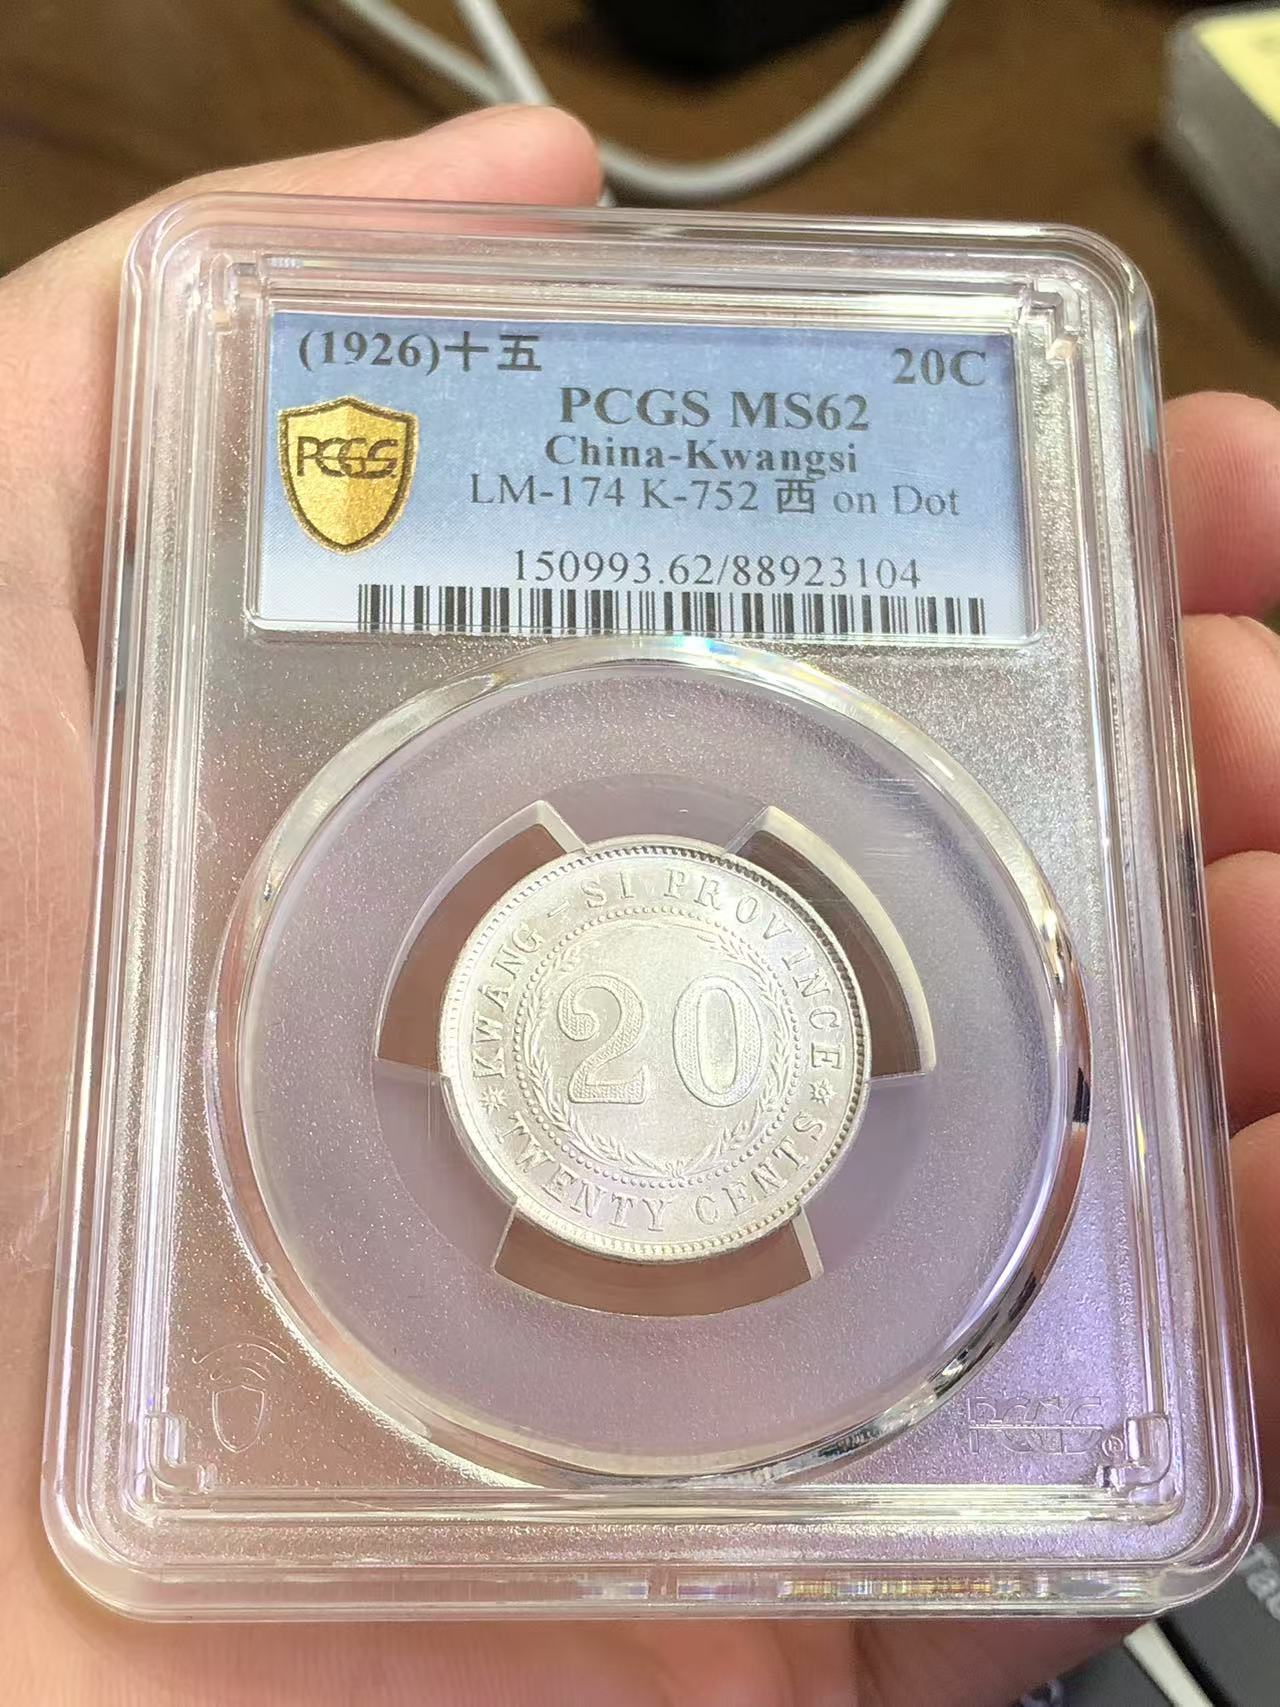 (1926)十五 20C
PCGS MS62
China-Kwangsi
LM-174 K-752 西 on Dot
150993.62/88923104
PCGS
KWANG-SI PROVINCE
20
TWENTY CENTS
PCGS